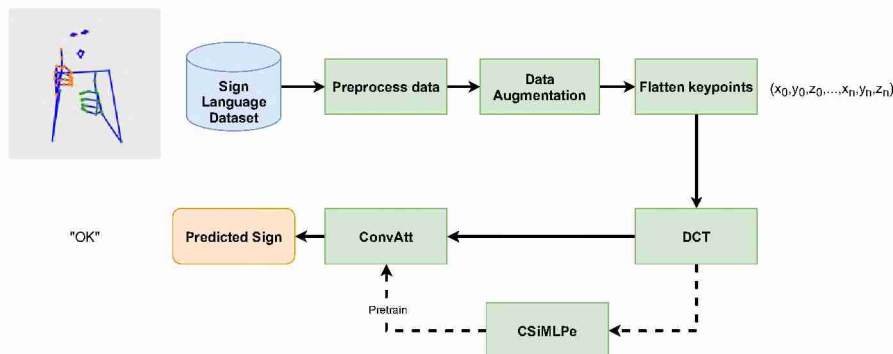 Sign
Language
Dataset
Preprocess data
Data
Augmentation
Flatten keypoints
(x0,y0,z0,...,xn,yn,zn)
"OK"
Predicted Sign
ConvAtt
DCT
Pretrain
CSiMLPe